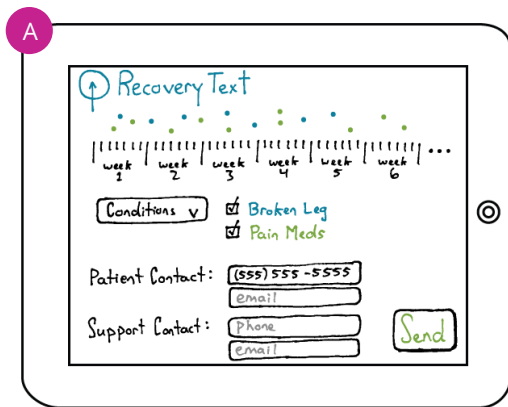 A
Recovery Text
week 1 week 2 week 3 week 4 week 5 week 6 ...
Conditions v Broken Leg
Pain Meds
Patient Contact: (555) 555-5555
email
Support Contact: phone
email
Send